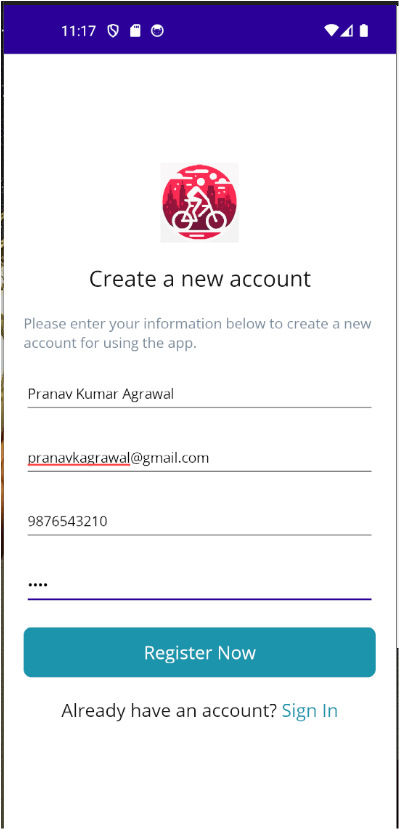 11:17
Create a new account
Please enter your information below to create a new
account for using the app.
Pranav Kumar Agrawal
pranavkagrawal@gmail.com
9876543210
••••
Register Now
Already have an account? Sign In